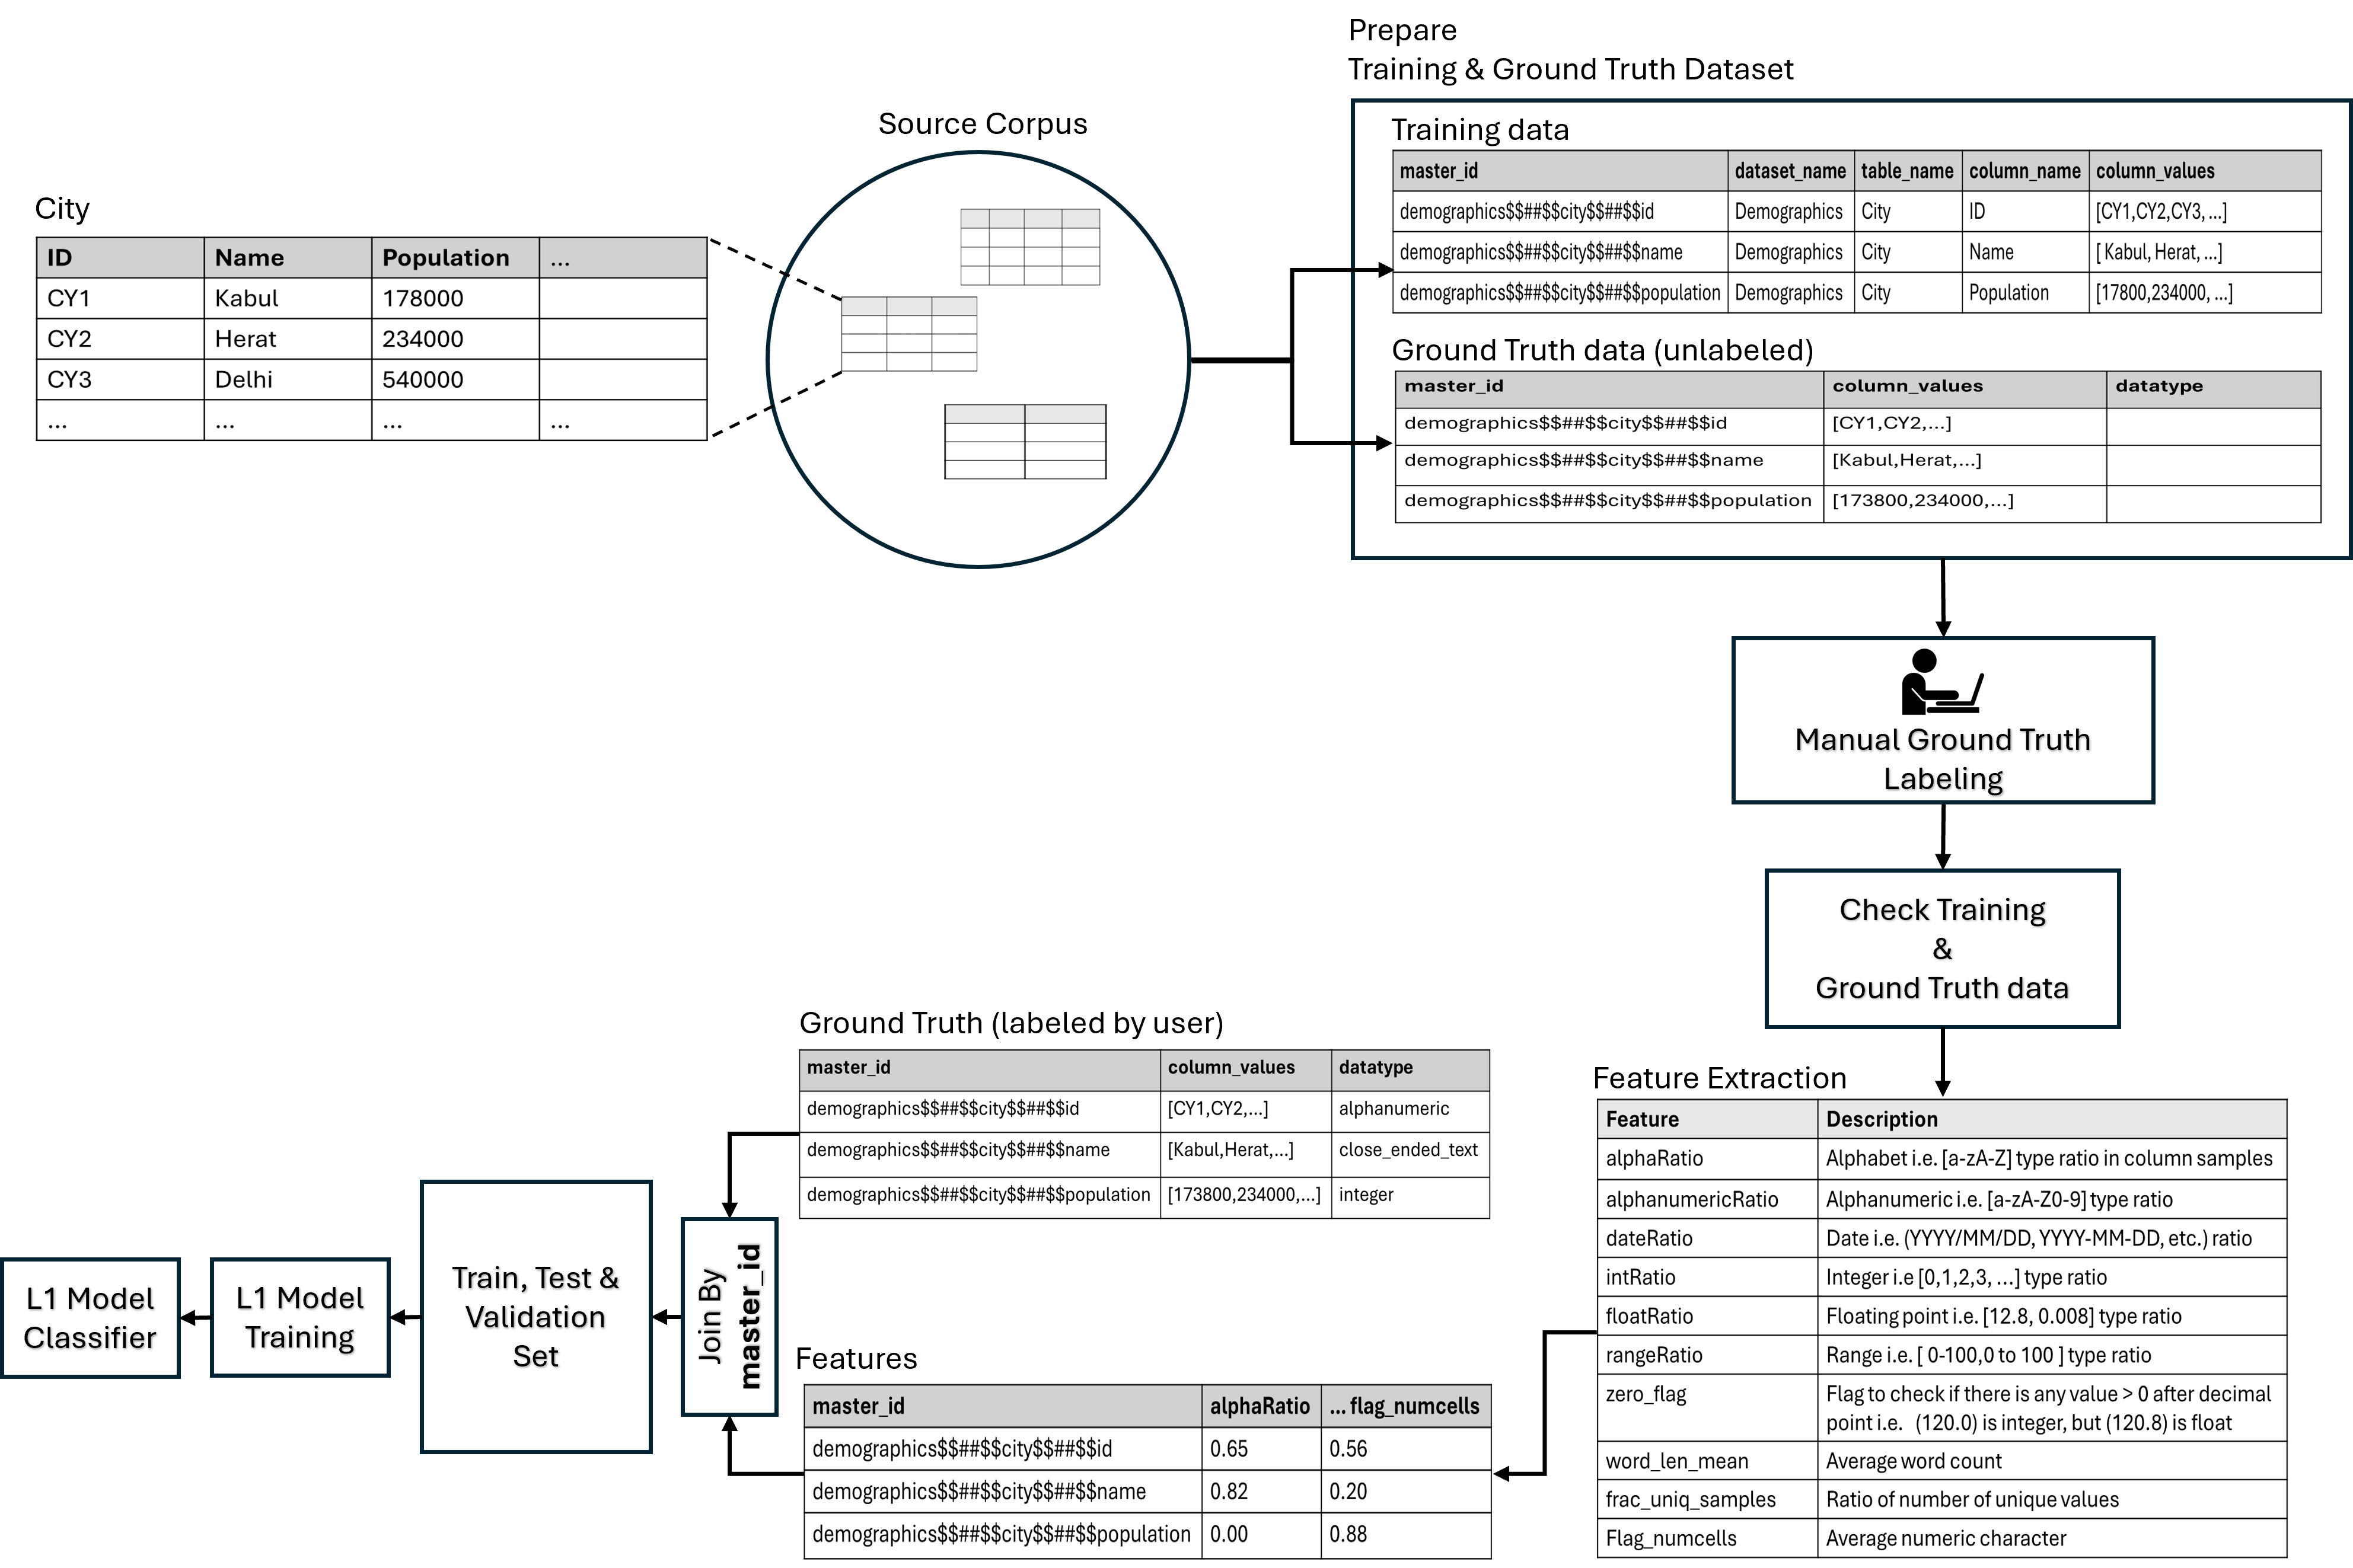 Prepare
Training & Ground Truth Dataset
Source Corpus
City
ID Name Population ...
CY1 Kabul 178000
CY2 Herat 234000
CY3 Delhi 540000
... ... ... ...
Training data
master_id dataset_name table_name column_name column_values
demographics$$##$$city$$##$$id Demographics City ID [CY1,CY2,CY3, ...]
demographics$$##$$city$$##$$name Demographics City Name [ Kabul, Herat, ...]
demographics$$##$$city$$##$$population Demographics City Population [17800,234000, ...]
Ground Truth data (unlabeled)
master_id column_values datatype
demographics$$##$$city$$##$$id [CY1,CY2,...]
demographics$$##$$city$$##$$name [Kabul,Herat,...]
demographics$$##$$city$$##$$population [173800,234000,...]
Manual Ground Truth
Labeling
Check Training
&
Ground Truth data
Feature Extraction
Feature Description
alphaRatio Alphabet i.e. [a-zA-Z] type ratio in column samples
alphanumericRatio Alphanumeric i.e. [a-zA-Z0-9] type ratio
dateRatio Date i.e. (YYYY/MM/DD, YYYY-MM-DD, etc.) ratio
intRatio Integer i.e [0,1,2,3, ...] type ratio
floatRatio Floating point i.e. [12.8, 0.008] type ratio
rangeRatio Range i.e. [ 0-100,0 to 100 ] type ratio
zero_flag Flag to check if there is any value > 0 after decimal
point i.e. (120.0) is integer, but (120.8) is float
word_len_mean Average word count
frac_uniq_samples Ratio of number of unique values
Flag_numcells Average numeric character
Ground Truth (labeled by user)
master_id column_values datatype
demographics$$##$$city$$##$$id [CY1,CY2,...] alphanumeric
demographics$$##$$city$$##$$name [Kabul,Herat,...] close_ended_text
demographics$$##$$city$$##$$population [173800,234000,...] integer
Features
master_id alphaRatio ... flag_numcells
demographics$$##$$city$$##$$id 0.65 0.56
demographics$$##$$city$$##$$name 0.82 0.20
demographics$$##$$city$$##$$population 0.00 0.88
Join By
master_id
Train, Test &
Validation
Set
L1 Model
Training
L1 Model
Classifier